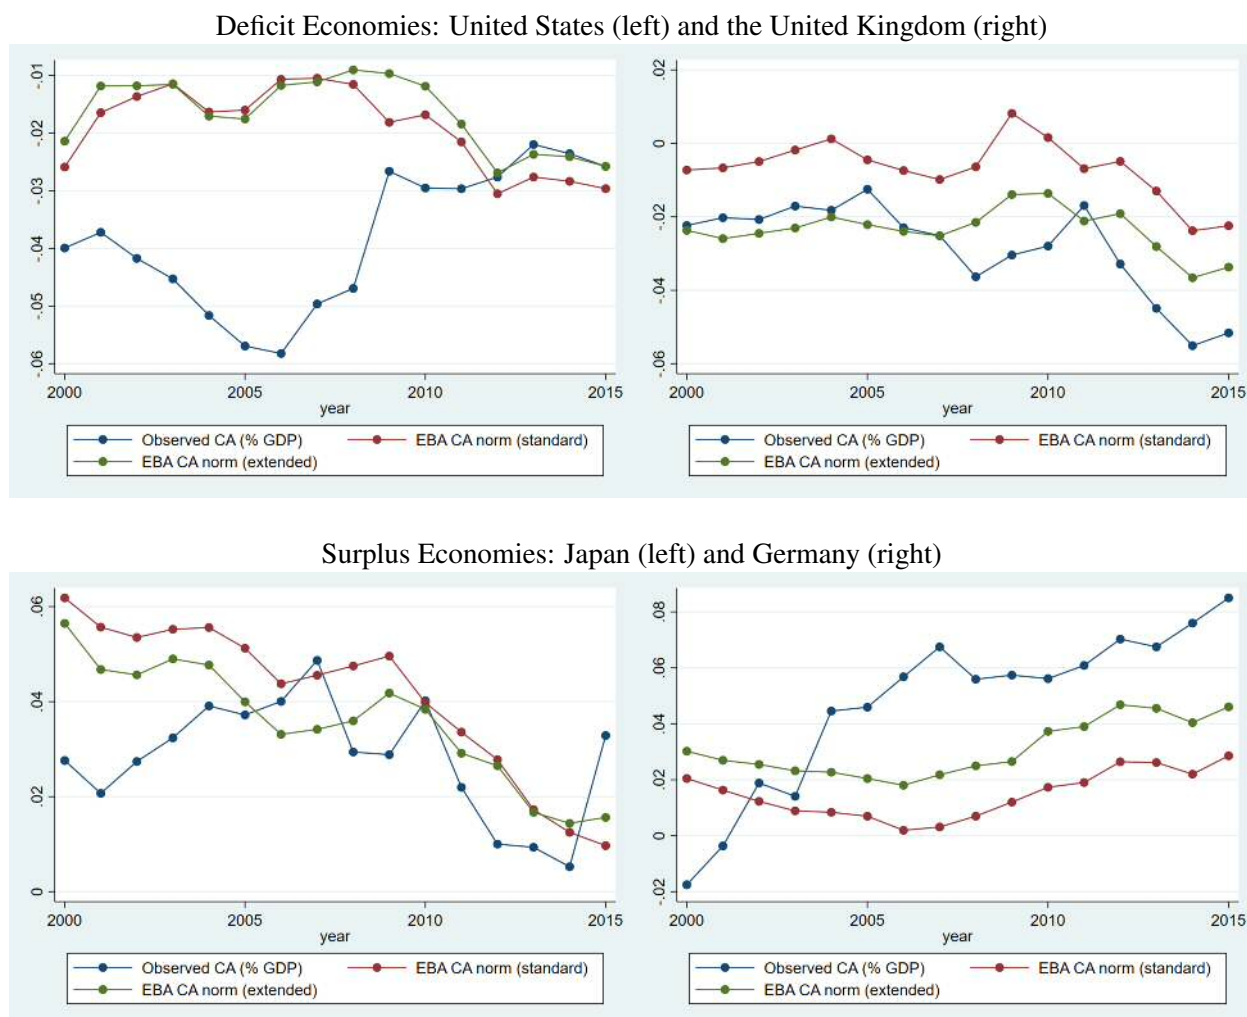 Deficit Economies: United States (left) and the United Kingdom (right)
-.01
-.02
-.03
-.04
-.05
-.06
2000 2005 2010 2015
year
Observed CA (% GDP) EBA CA norm (standard)
EBA CA norm (extended)
.02
0
-.02
-.04
-.06
2000 2005 2010 2015
year
Observed CA (% GDP) EBA CA norm (standard)
EBA CA norm (extended)
Surplus Economies: Japan (left) and Germany (right)
.06
.04
.02
0
2000 2005 2010 2015
year
Observed CA (% GDP) EBA CA norm (standard)
EBA CA norm (extended)
.08
.06
.04
.02
0
-.02
2000 2005 2010 2015
year
Observed CA (% GDP) EBA CA norm (standard)
EBA CA norm (extended)